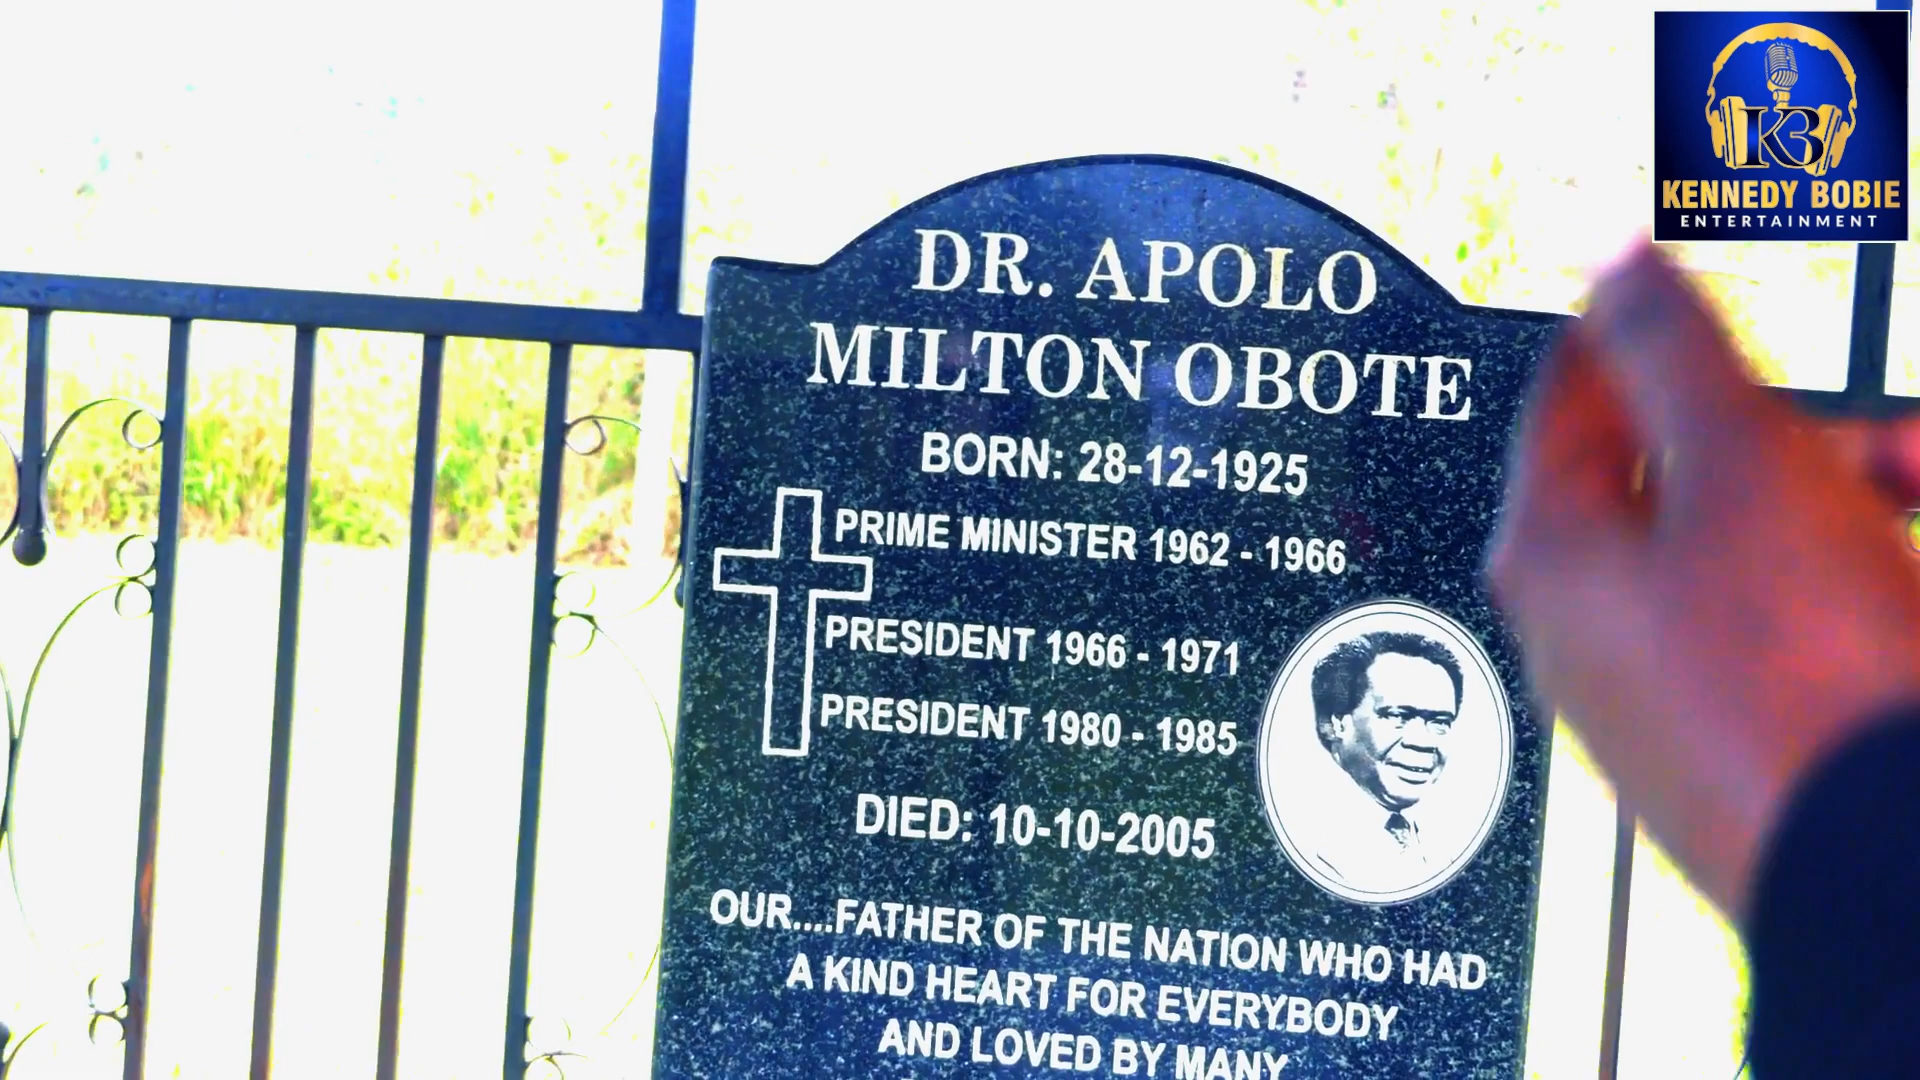 DR. APOLO
MILTON OBOTE
BORN: 28-12-1925
PRIME MINISTER 1962 - 1966
PRESIDENT 1966 - 1971
PRESIDENT 1980 - 1985
DIED: 10-10-2005
OUR....FATHER OF THE NATION WHO HAD
A KIND HEART FOR EVERYBODY
AND LOVED BY MANY
KB
KENNEDY BOBIE
ENTERTAINMENT